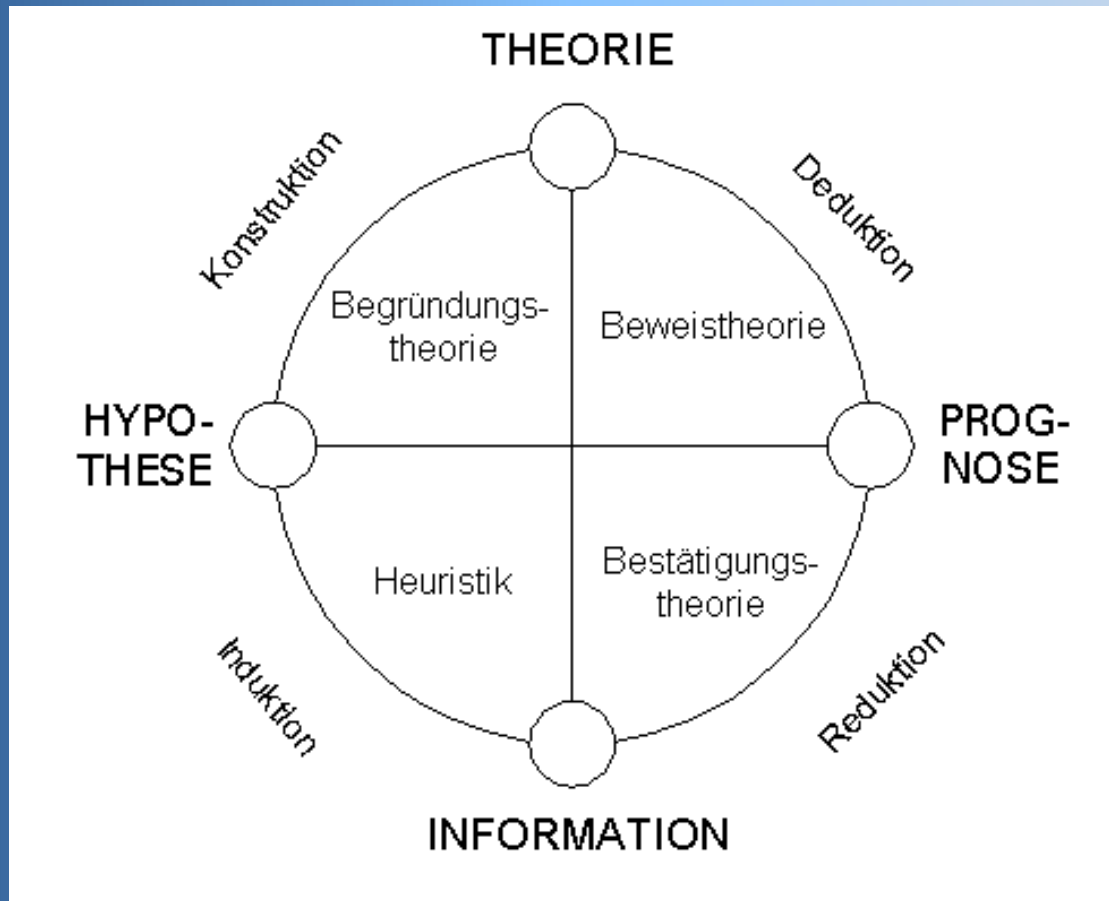 THEORIE
Konstruktion
Deduktion
Begründungs-
theorie
Beweistheorie
HYPO-
THESE
PROG-
NOSE
Heuristik
Bestätigungs-
theorie
Induktion
Reduktion
INFORMATION